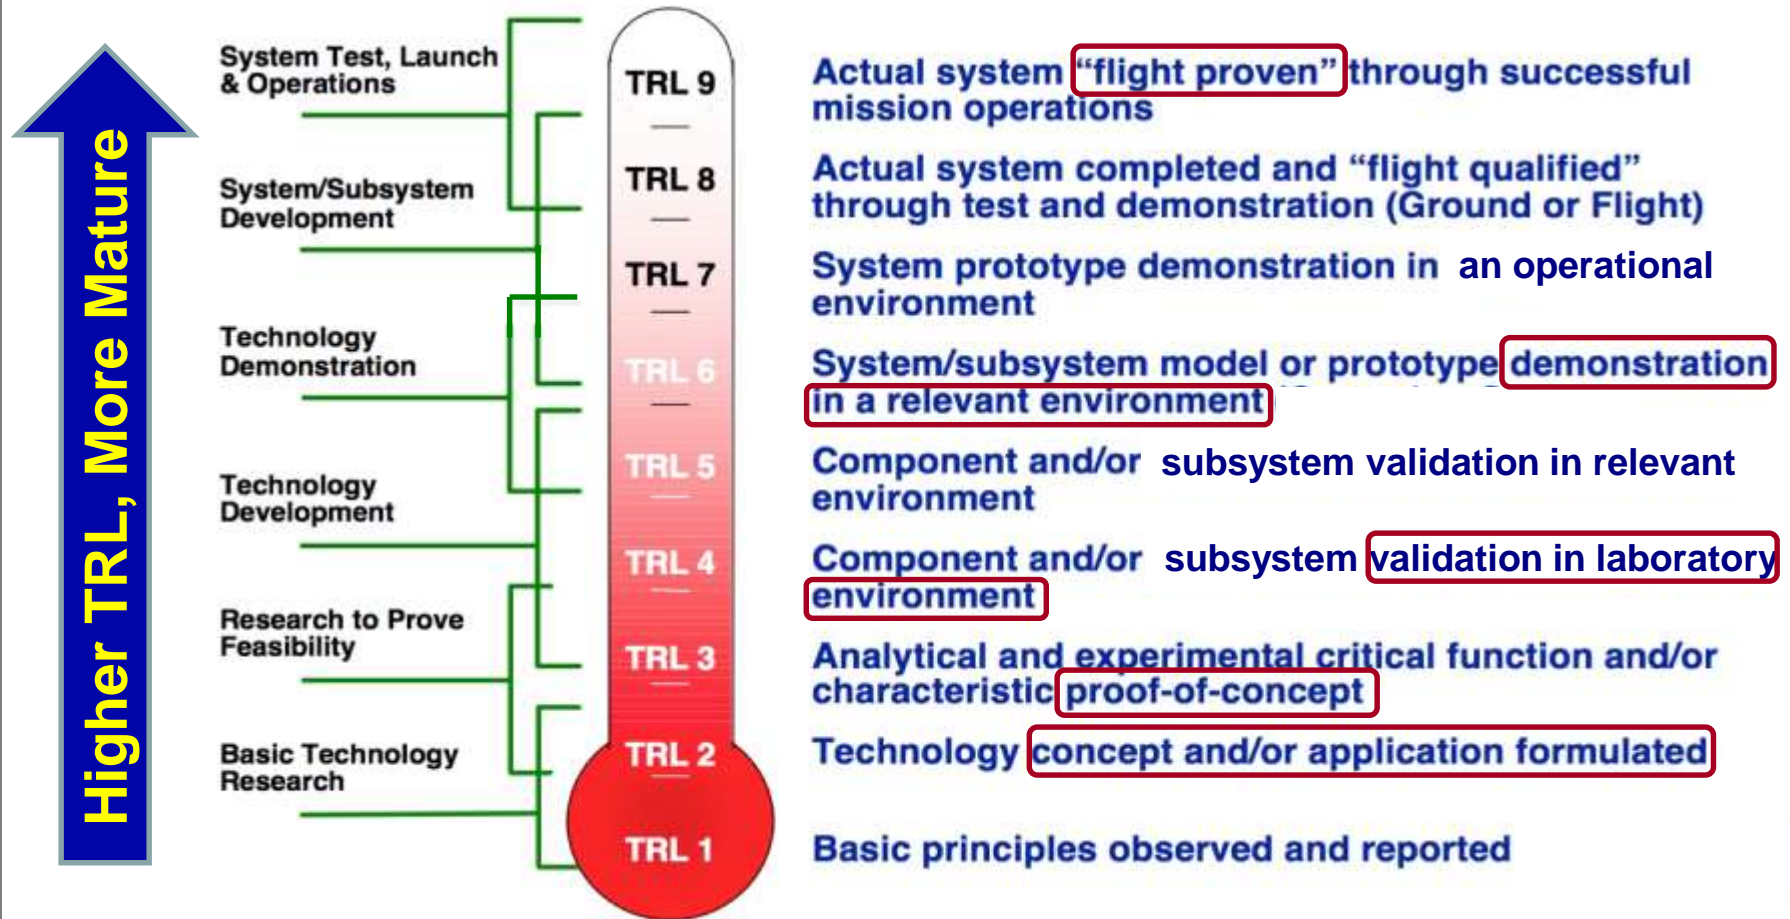 Higher TRL, More Mature
System Test, Launch
& Operations
System/Subsystem
Development
Technology
Demonstration
Technology
Development
Research to Prove
Feasibility
Basic Technology
Research
TRL 9
TRL 8
TRL 7
TRL 6
TRL 5
TRL 4
TRL 3
TRL 2
TRL 1
Actual system “flight proven” through successful
mission operations
Actual system completed and “flight qualified”
through test and demonstration (Ground or Flight)
System prototype demonstration in an operational
environment
System/subsystem model or prototype demonstration
in a relevant environment
Component and/or subsystem validation in relevant
environment
Component and/or subsystem validation in laboratory
environment
Analytical and experimental critical function and/or
characteristic proof-of-concept
Technology concept and/or application formulated
Basic principles observed and reported